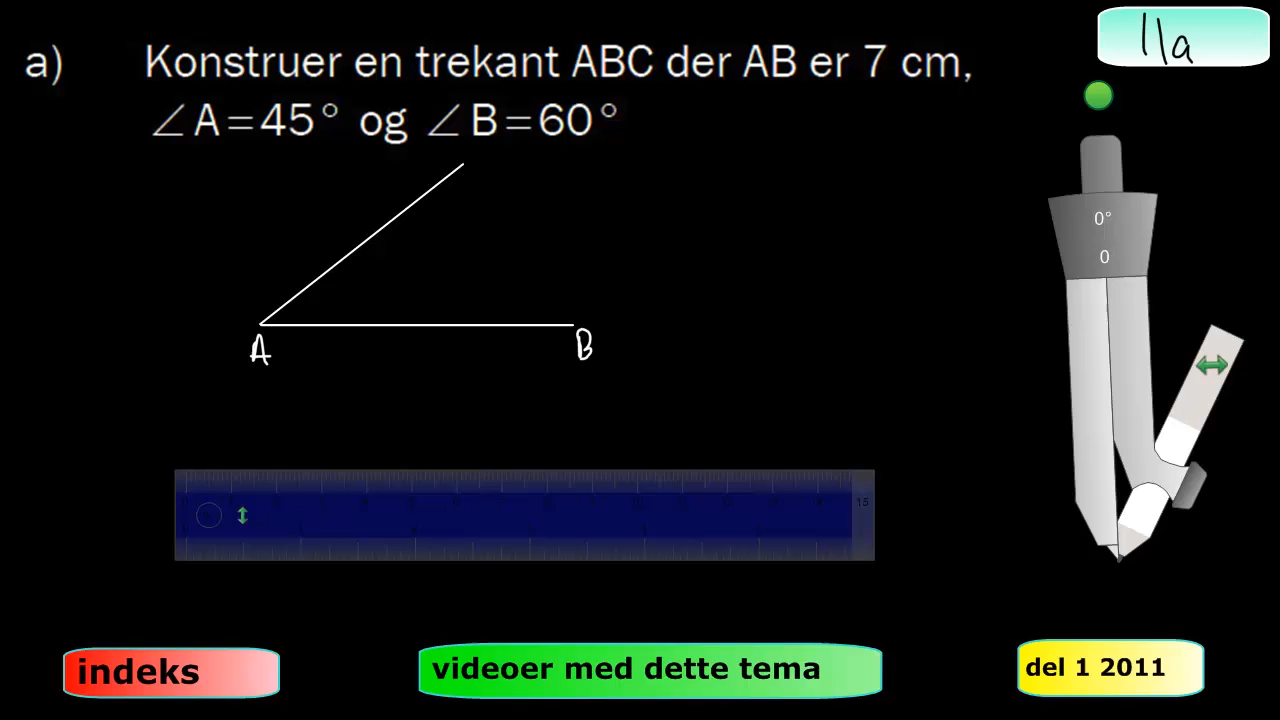 11a
a) Konstruer en trekant ABC der AB er 7 cm,
∠A=45° og ∠B=60°
0°
0
A
B
15
indeks
videoer med dette tema
del 1 2011